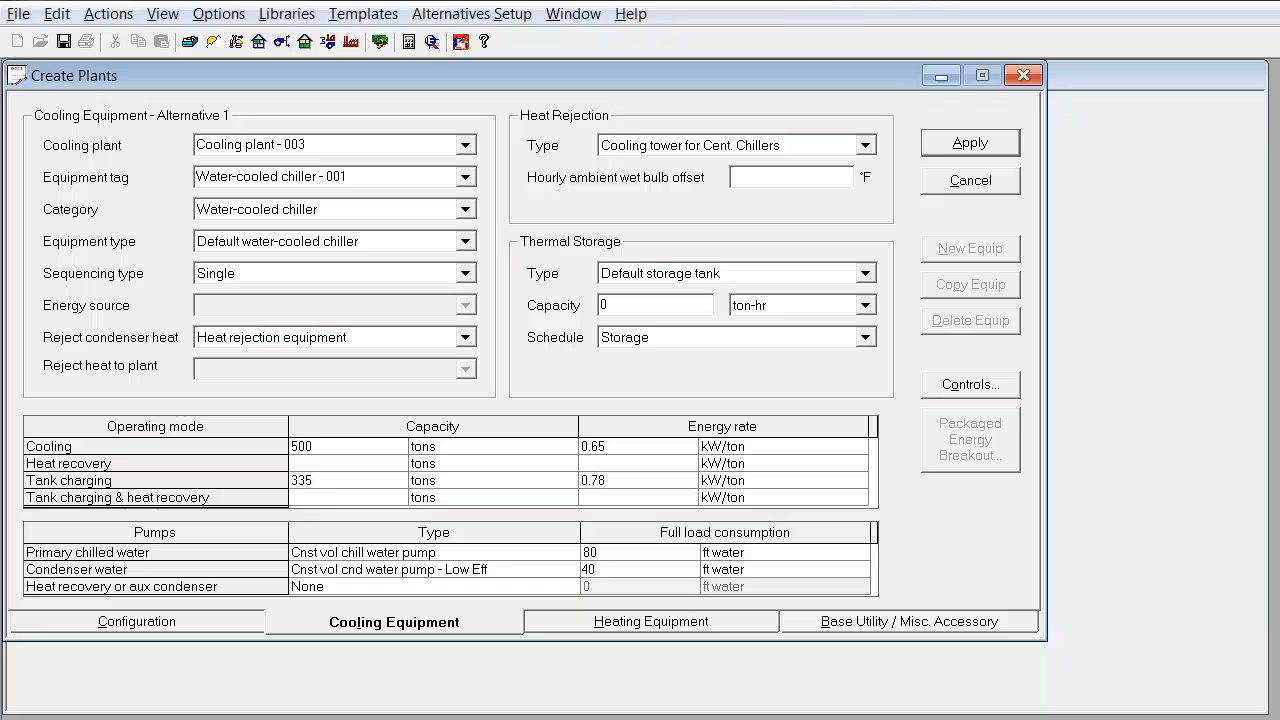 File Edit Actions View Options Libraries Templates Alternatives Setup Window Help
Create Plants
Cooling Equipment - Alternative 1
Cooling plant Cooling plant - 003
Equipment tag Water-cooled chiller - 001
Category Water-cooled chiller
Equipment type Default water-cooled chiller
Sequencing type Single
Energy source
Reject condenser heat Heat rejection equipment
Reject heat to plant
Heat Rejection
Type Cooling tower for Cent. Chillers
Hourly ambient wet bulb offset °F
Thermal Storage
Type Default storage tank
Capacity 0 ton-hr
Schedule Storage
Apply
Cancel
New Equip
Copy Equip
Delete Equip
Controls...
Packaged
Energy
Breakout...
Operating mode Capacity Energy rate
Cooling 500 tons 0.65 kW/ton
Heat recovery tons kW/ton
Tank charging 335 tons 0.78 kW/ton
Tank charging & heat recovery tons kW/ton
Pumps Type Full load consumption
Primary chilled water Cnst vol chill water pump 80 ft water
Condenser water Cnst vol cnd water pump - Low Eff 40 ft water
Heat recovery or aux condenser None 0 ft water
Configuration Cooling Equipment Heating Equipment Base Utility / Misc. Accessory